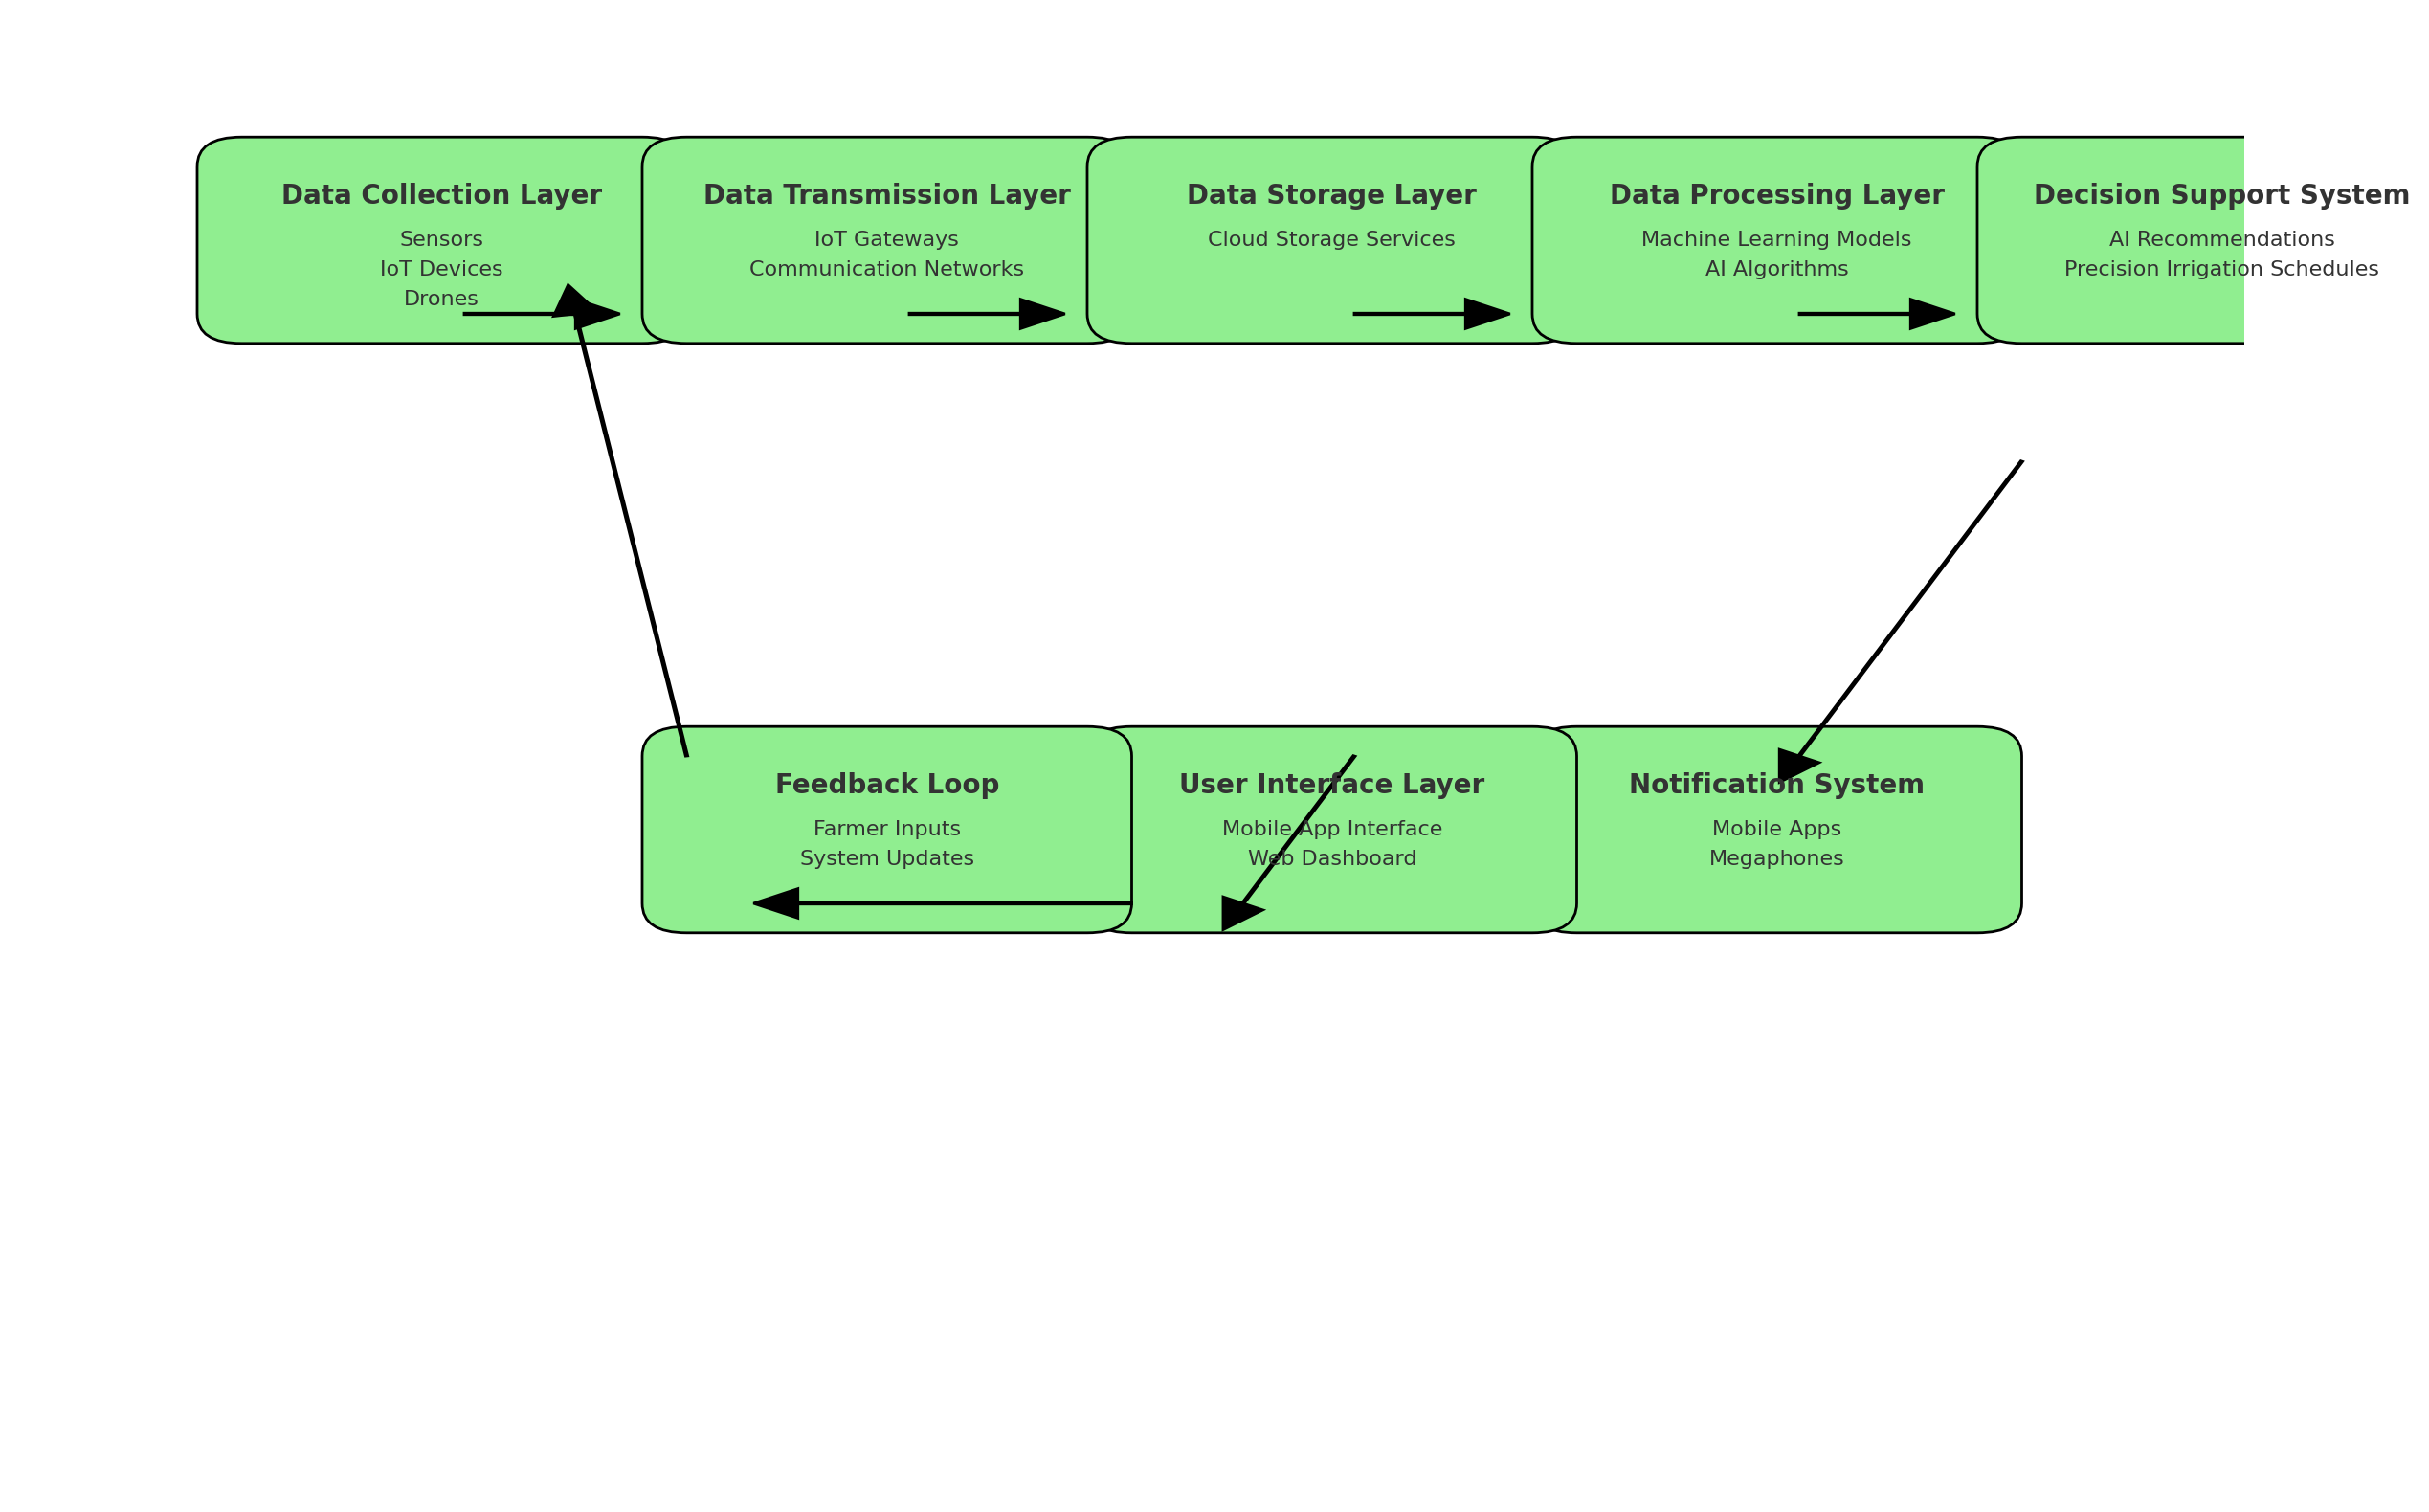 Data Collection Layer
Sensors
IoT Devices
Drones
Data Transmission Layer
IoT Gateways
Communication Networks
Data Storage Layer
Cloud Storage Services
Data Processing Layer
Machine Learning Models
AI Algorithms
Decision Support System
AI Recommendations
Precision Irrigation Schedules
Feedback Loop
Farmer Inputs
System Updates
User Interface Layer
Mobile App Interface
Web Dashboard
Notification System
Mobile Apps
Megaphones